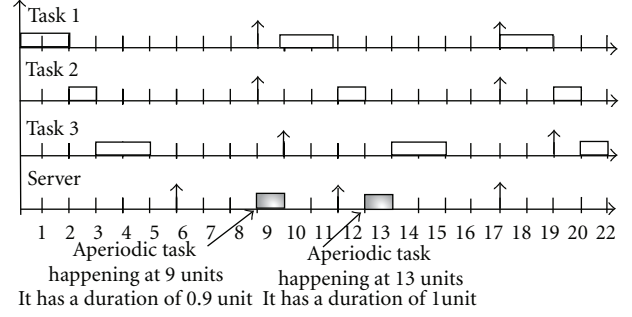 Task 1
Task 2
Task 3
Server
1 2 3 4 5 6 7 8 9 10 11 12 13 14 15 16 17 18 19 20 21 22
Aperiodic task
happening at 9 units
It has a duration of 0.9 unit
Aperiodic task
happening at 13 units
It has a duration of 1unit